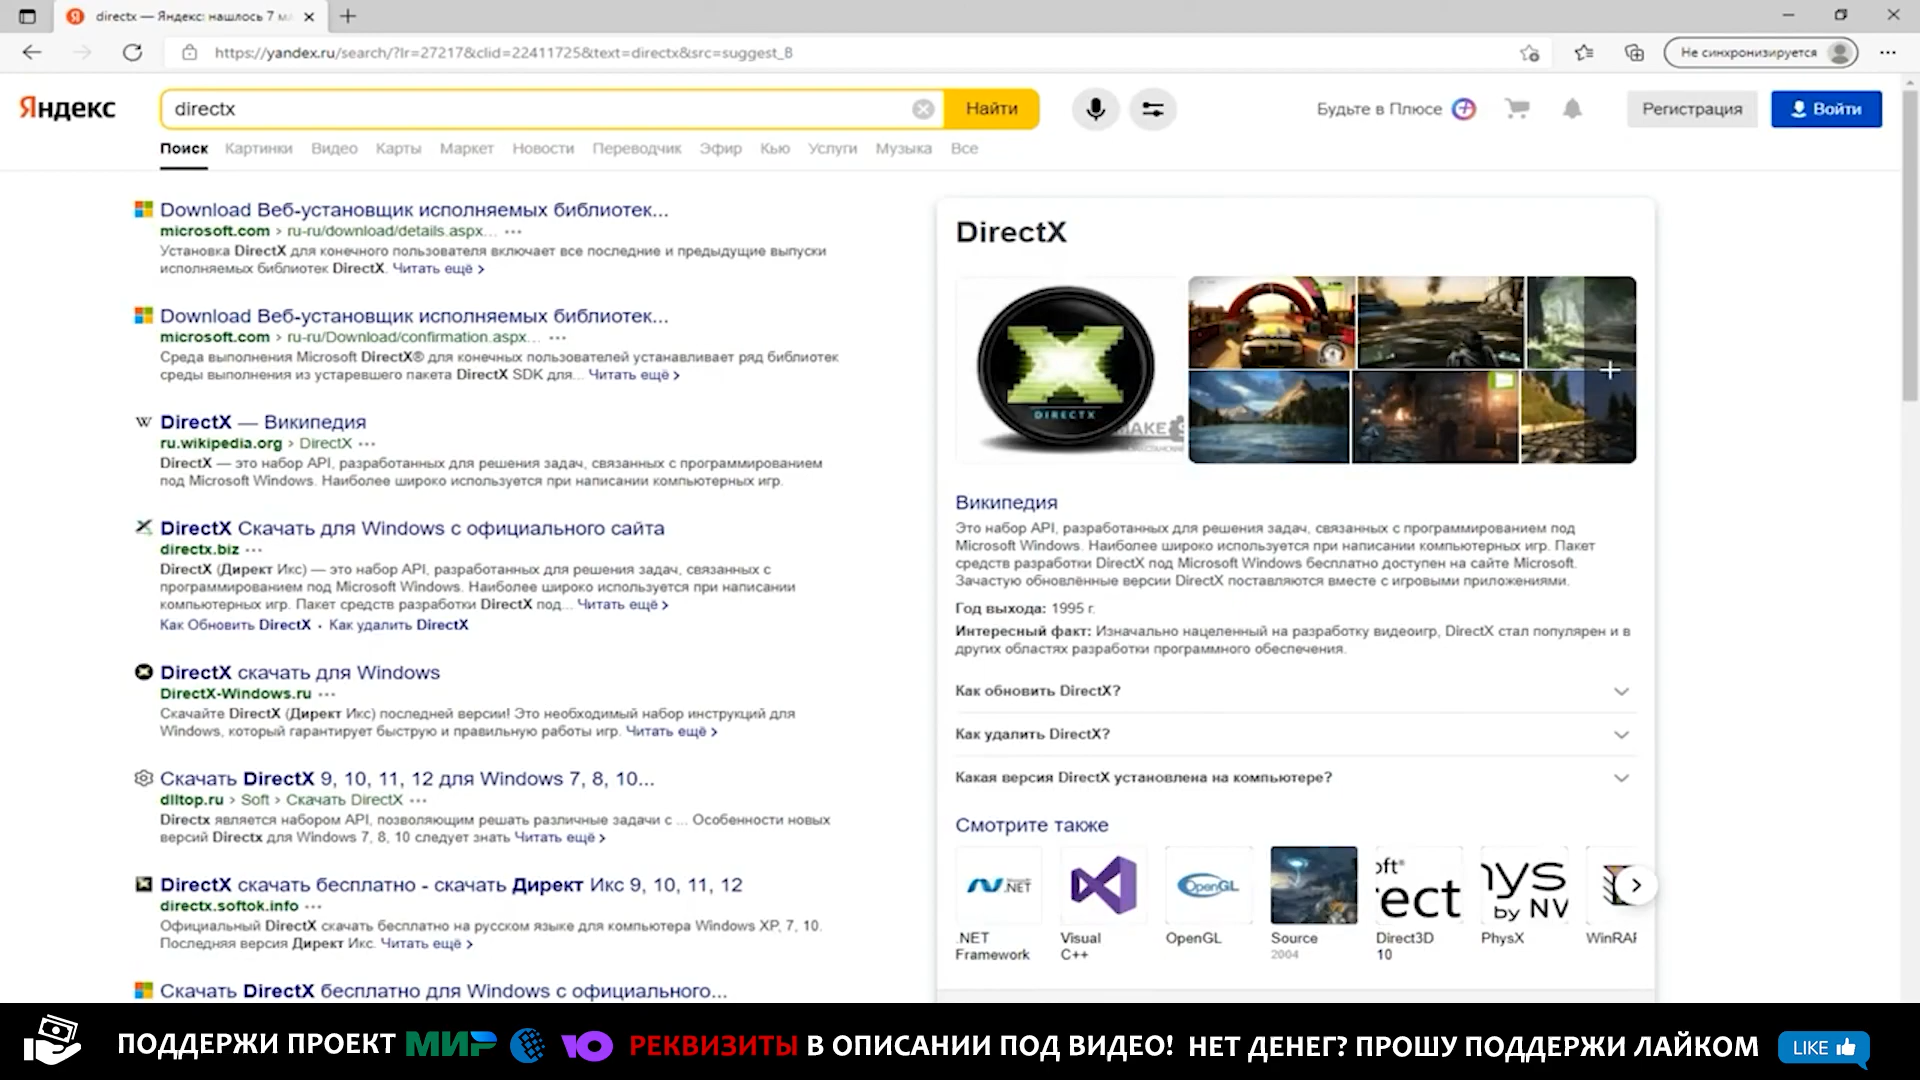 directx — Яндекс: нашлось 7 мл
https://yandex.ru/search/?lr=27217&clid=22411725&text=directx&src=suggest_B
Не синхронизируется
Яндекс
directx
Найти
Будьте в Плюсе
Регистрация
Войти
Поиск Картинки Видео Карты Маркет Новости Переводчик Эфир Кью Услуги Музыка Все
Download Веб-установщик исполняемых библиотек...
microsoft.com › ru-ru/download/details.aspx...
Установка DirectX для конечного пользователя включает все последние и предыдущие выпуски
исполняемых библиотек DirectX. Читать ещё ›
Download Веб-установщик исполняемых библиотек...
microsoft.com › ru-ru/Download/confirmation.aspx...
Среда выполнения Microsoft DirectX® для конечных пользователей устанавливает ряд библиотек
среды выполнения из устаревшего пакета DirectX SDK для... Читать ещё ›
W DirectX — Википедия
ru.wikipedia.org › DirectX
DirectX — это набор API, разработанных для решения задач, связанных с программированием
под Microsoft Windows. Наиболее широко используется при написании компьютерных игр.
DirectX Скачать для Windows с официального сайта
directx.biz
DirectX (Директ Икс) — это набор API, разработанных для решения задач, связанных с
программированием под Microsoft Windows. Наиболее широко используется при написании
компьютерных игр. Пакет средств разработки DirectX под... Читать ещё ›
Как Обновить DirectX · Как удалить DirectX
DirectX скачать для Windows
DirectX-Windows.ru
Скачайте DirectX (Директ Икс) последней версии! Это необходимый набор инструкций для
Windows, который гарантирует быструю и правильную работы игр. Читать ещё ›
Скачать DirectX 9, 10, 11, 12 для Windows 7, 8, 10...
dlltop.ru › Soft › Скачать DirectX
Directx является набором API, позволяющим решать различные задачи с ... Особенности новых
версий Directx для Windows 7, 8, 10 следует знать Читать ещё ›
DirectX скачать бесплатно - скачать Директ Икс 9, 10, 11, 12
directx.softok.info
Официальный DirectX скачать бесплатно на русском языке для компьютера Windows XP, 7, 10.
Последняя версия Директ Икс. Читать ещё ›
Скачать DirectX бесплатно для Windows с официального...
DirectX
DIRECTX
MAKE
Википедия
Это набор API, разработанных для решения задач, связанных с программированием под
Microsoft Windows. Наиболее широко используется при написании компьютерных игр. Пакет
средств разработки DirectX под Microsoft Windows бесплатно доступен на сайте Microsoft.
Зачастую обновлённые версии DirectX поставляются вместе с игровыми приложениями.
Год выхода: 1995 г.
Интересный факт: Изначально нацеленный на разработку видеоигр, DirectX стал популярен и в
других областях разработки программного обеспечения.
Как обновить DirectX?
Как удалить DirectX?
Какая версия DirectX установлена на компьютере?
Смотрите также
.NET
OpenGL
oft®
rect
hys
by NV
.NET
Framework
Visual
C++
OpenGL
Source
2004
Direct3D
10
PhysX
WinRAR
ПОДДЕРЖИ ПРОЕКТ МИР Ю РЕКВИЗИТЫ В ОПИСАНИИ ПОД ВИДЕО! НЕТ ДЕНЕГ? ПРОШУ ПОДДЕРЖИ ЛАЙКОМ LIKE